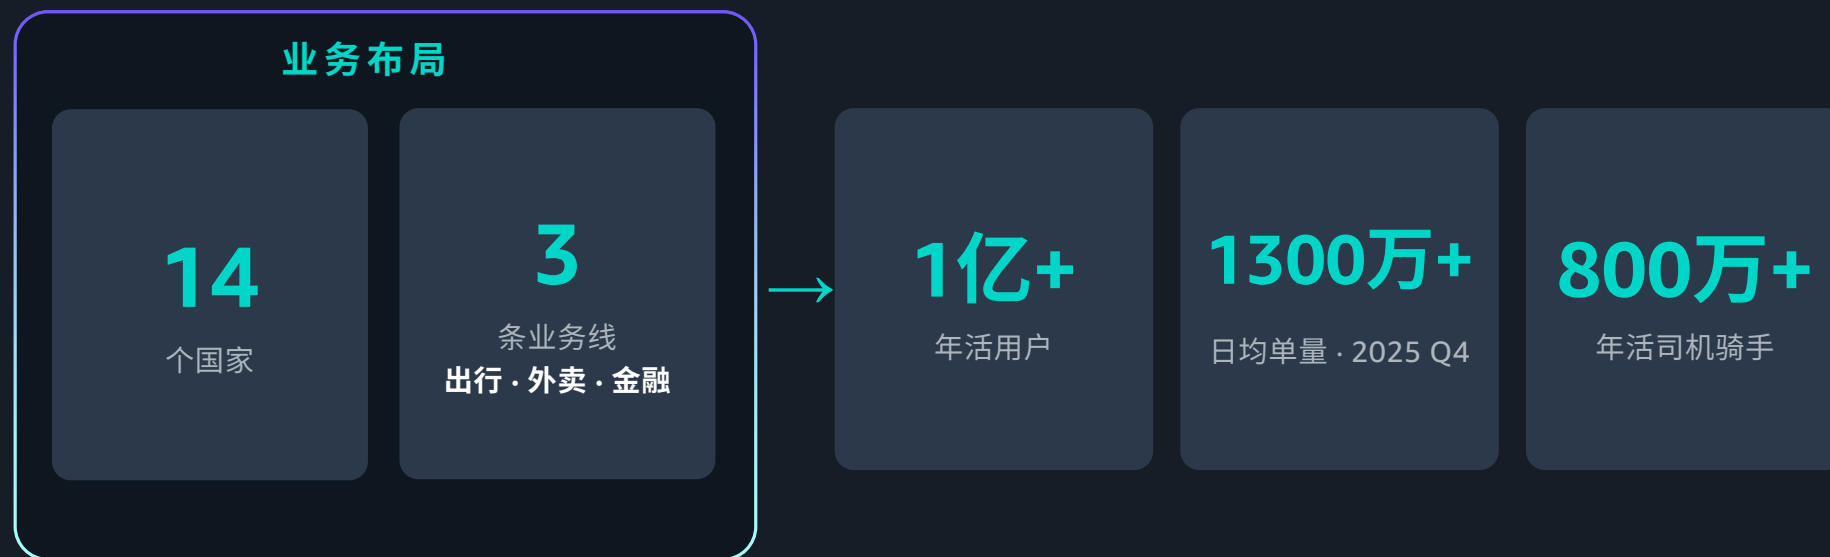 业务布局
14
个国家
3
条业务线
出行 · 外卖 · 金融
→
1亿+
年活用户
1300万+
日均单量 · 2025 Q4
800万+
年活司机骑手